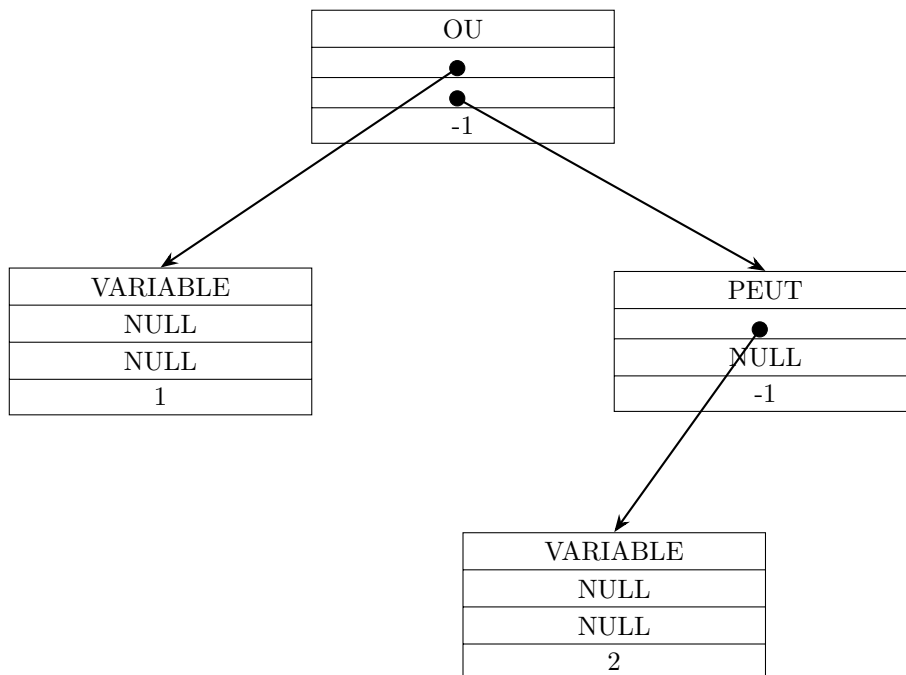 OU
-1
VARIABLE
NULL
NULL
1
PEUT
NULL
-1
VARIABLE
NULL
NULL
2